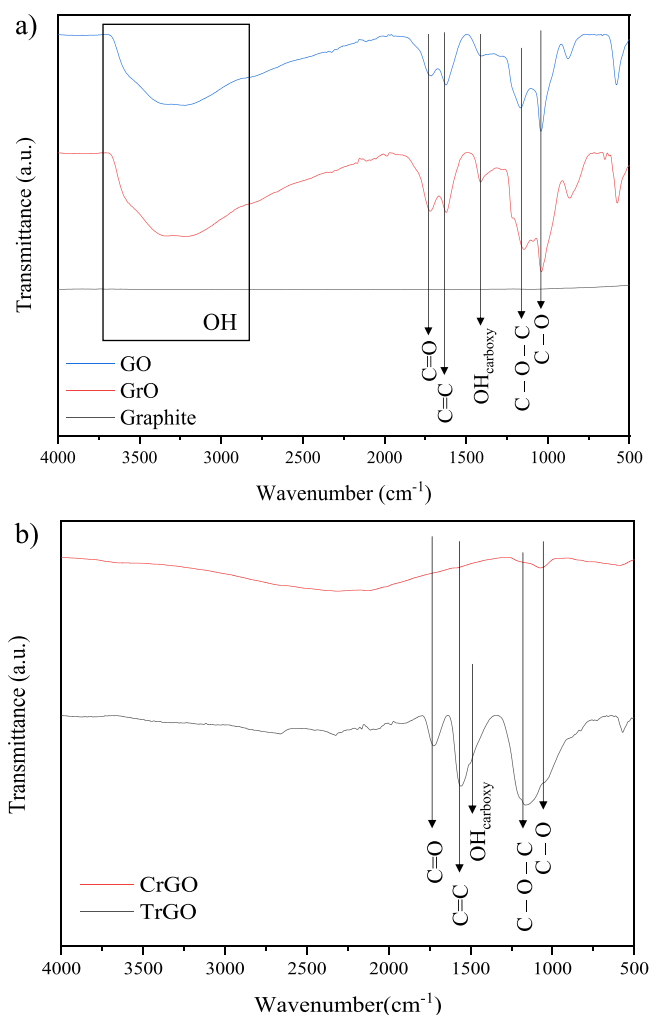 a)
Transmittance (a.u.)
OH
GO
GrO
Graphite
C=O
C=C
OHcarboxy
C – O – C
C – O
4000 3500 3000 2500 2000 1500 1000 500
Wavenumber (cm-1)
b)
Transmittance (a.u.)
CrGO
TrGO
C=O
C=C
OHcarboxy
C – O – C
C – O
4000 3500 3000 2500 2000 1500 1000 500
Wavenumber(cm-1)